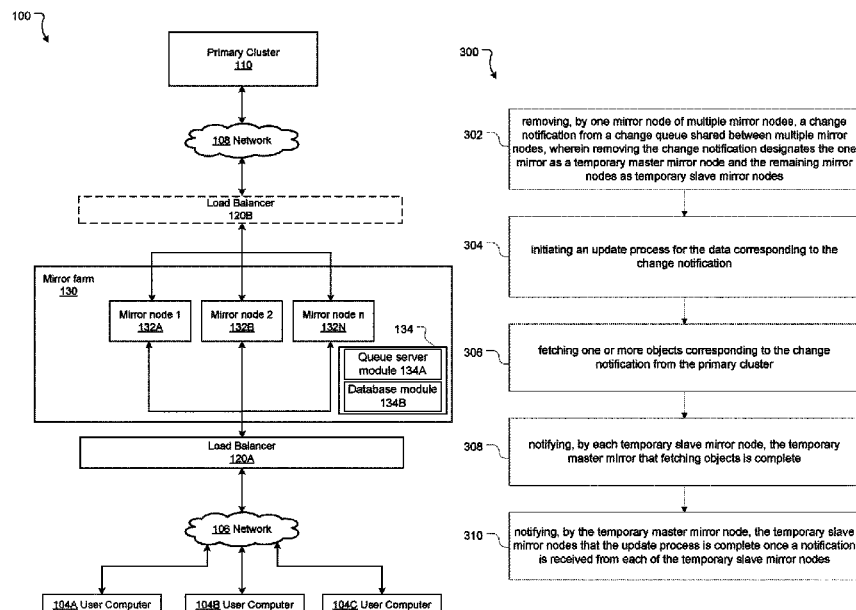 100
Primary Cluster
110
108 Network
Load Balancer
120B
Mirror farm
130
Mirror node 1
132A
Mirror node 2
132B
Mirror node n
132N
134
Queue server
module 134A
Database module
134B
Load Balancer
120A
106 Network
104A User Computer
104B User Computer
104C User Computer
300
302
removing, by one mirror node of multiple mirror nodes, a change
notification from a change queue shared between multiple mirror
nodes, wherein removing the change notification designates the one
mirror as a temporary master mirror node and the remaining mirror
nodes as temporary slave mirror nodes
304
initiating an update process for the data corresponding to the
change notification
306
fetching one or more objects corresponding to the change
notification from the primary cluster
308
notifying, by each temporary slave mirror node, the temporary
master mirror that fetching objects is complete
310
notifying, by the temporary master mirror node, the temporary slave
mirror nodes that the update process is complete once a notification
is received from each of the temporary slave mirror nodes